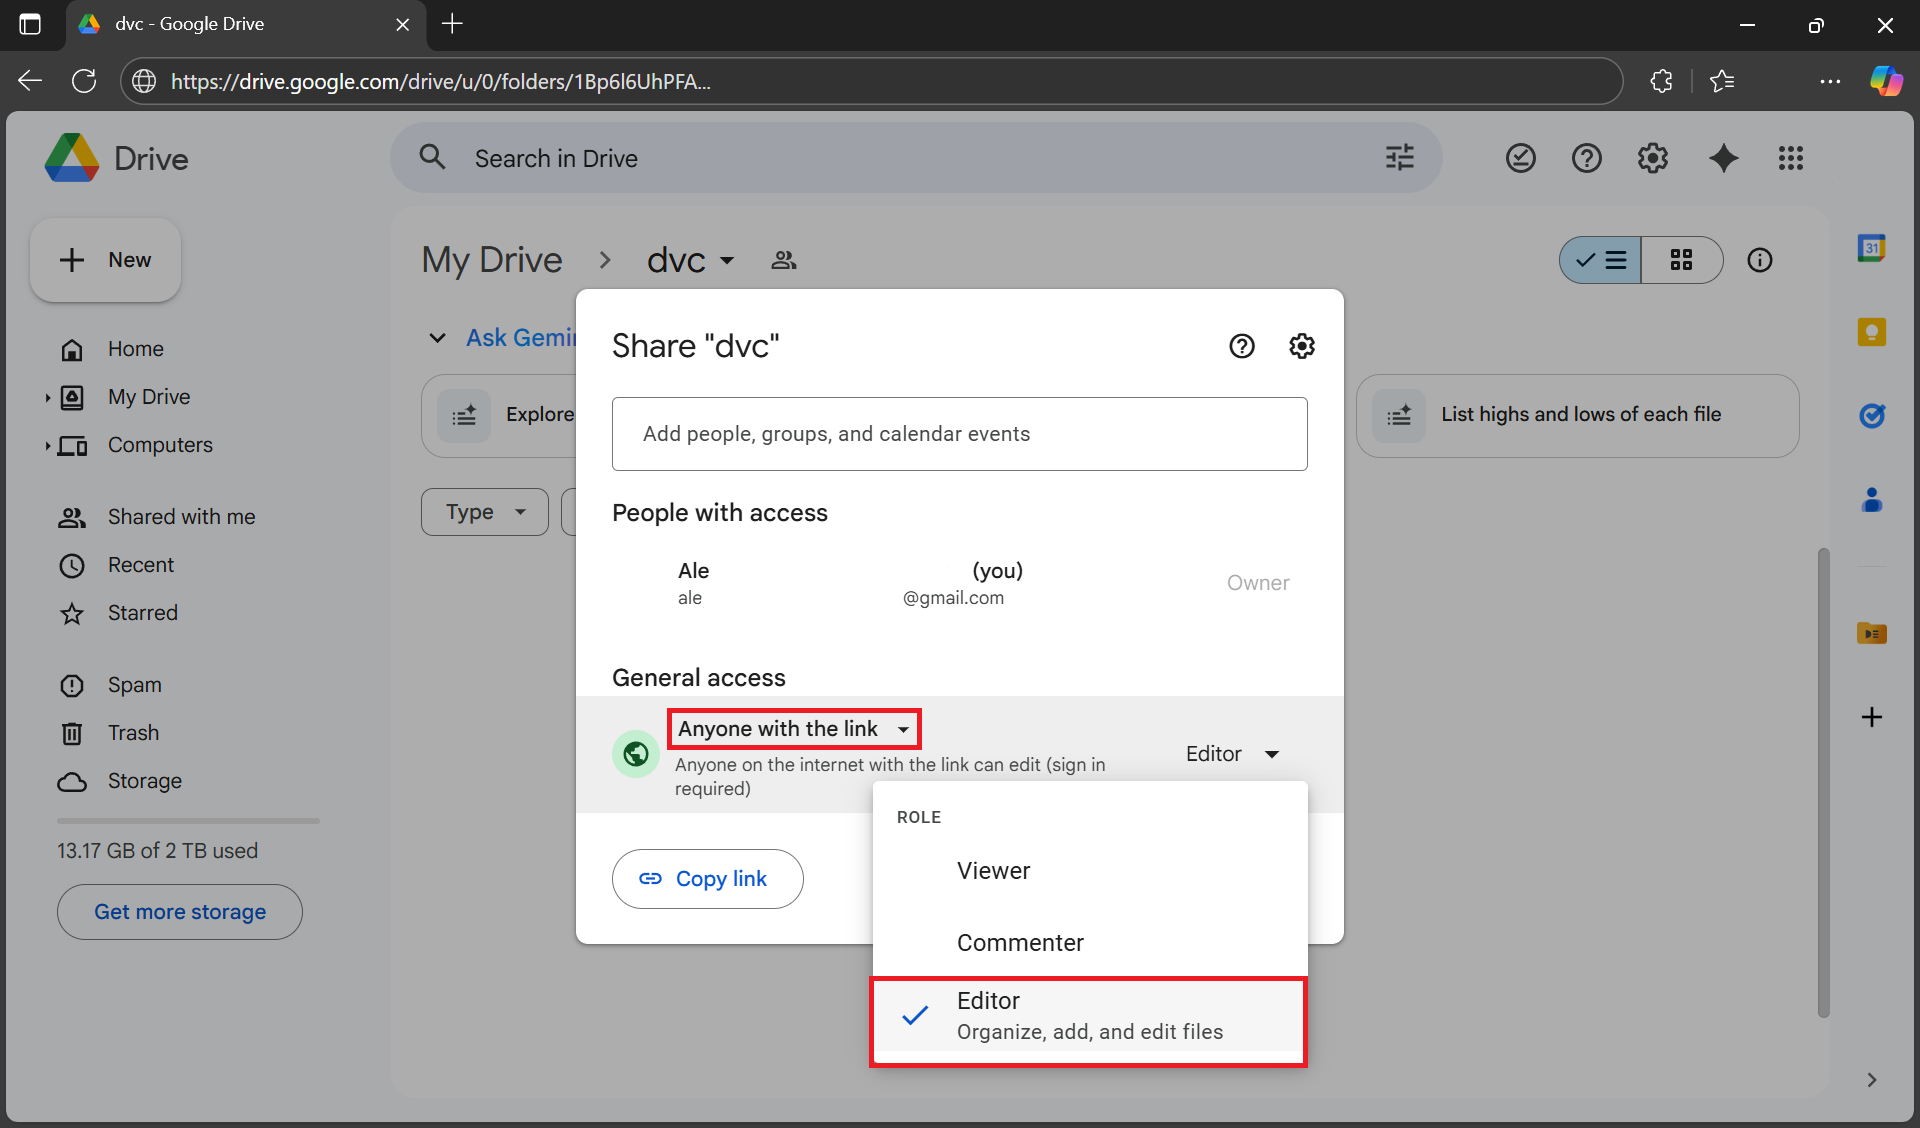 dvc - Google Drive
https://drive.google.com/drive/u/0/folders/1Bp6l6UhPFA...
Drive
Search in Drive
New
My Drive > dvc
31
Ask Gemin
Share "dvc"
Home
My Drive
Explore
Add people, groups, and calendar events
List highs and lows of each file
Computers
Type
Shared with me
People with access
Recent
Ale (you)
ale @gmail.com
Owner
Starred
General access
Spam
Anyone with the link
Trash
Anyone on the internet with the link can edit (sign in
required)
Editor
Storage
ROLE
13.17 GB of 2 TB used
Viewer
Copy link
Get more storage
Commenter
Editor
Organize, add, and edit files